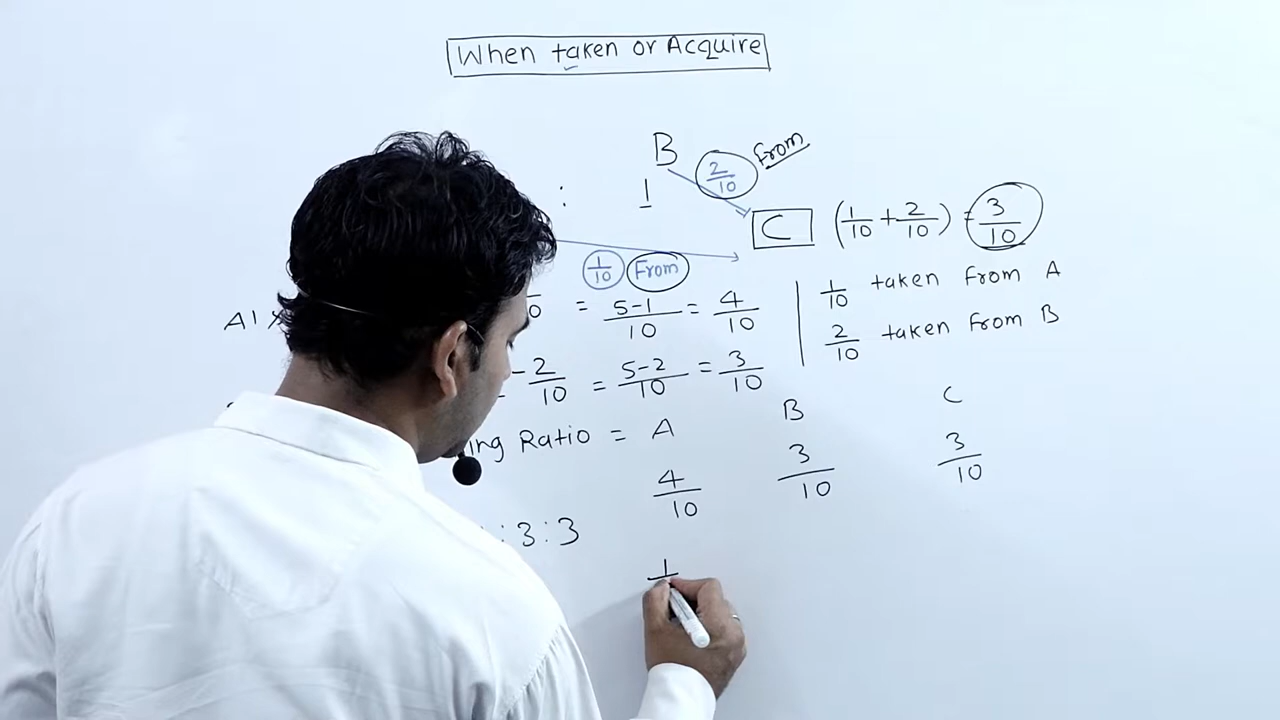 When taken or Acquire
B 2/10 From
: 1
C (1/10 + 2/10) = 3/10
1/10 From
1/10 taken from A
A's
= 5-1/10 = 4/10
2/10 taken from B
- 2/10 = 5-2/10 = 3/10
Ratio = A B C
4/10 3/10 3/10
: 3 : 3
1